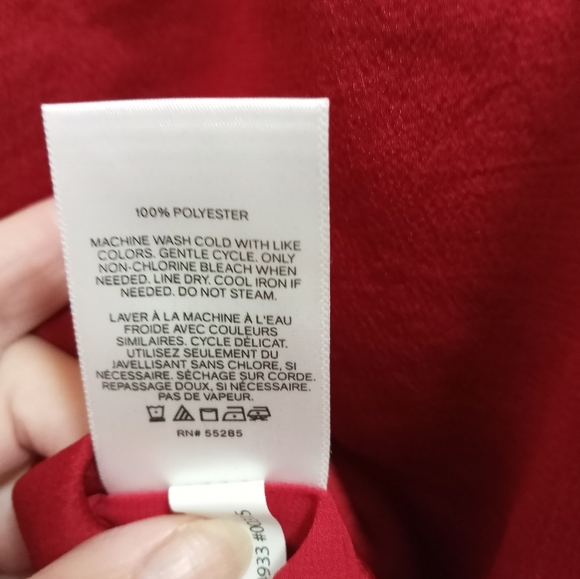 100% POLYESTER
MACHINE WASH COLD WITH LIKE
COLORS. GENTLE CYCLE. ONLY
NON-CHLORINE BLEACH WHEN
NEEDED. LINE DRY. COOL IRON IF
NEEDED. DO NOT STEAM.
LAVER À LA MACHINE À L'EAU
FROIDE AVEC COULEURS
SIMILAIRES. CYCLE DÉLICAT.
UTILISEZ SEULEMENT DU
JAVELLISANT SANS CHLORE, SI
NÉCESSAIRE. SÉCHAGE SUR CORDE.
REPASSAGE DOUX, SI NÉCESSAIRE.
PAS DE VAPEUR.
RN# 55285